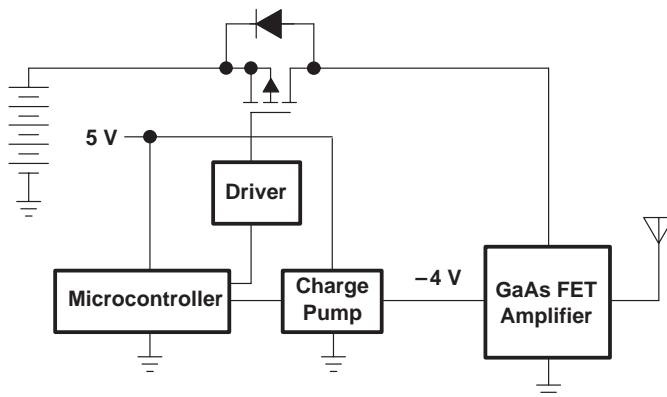 5 V
Driver
Microcontroller
Charge
Pump
–4 V
GaAs FET
Amplifier